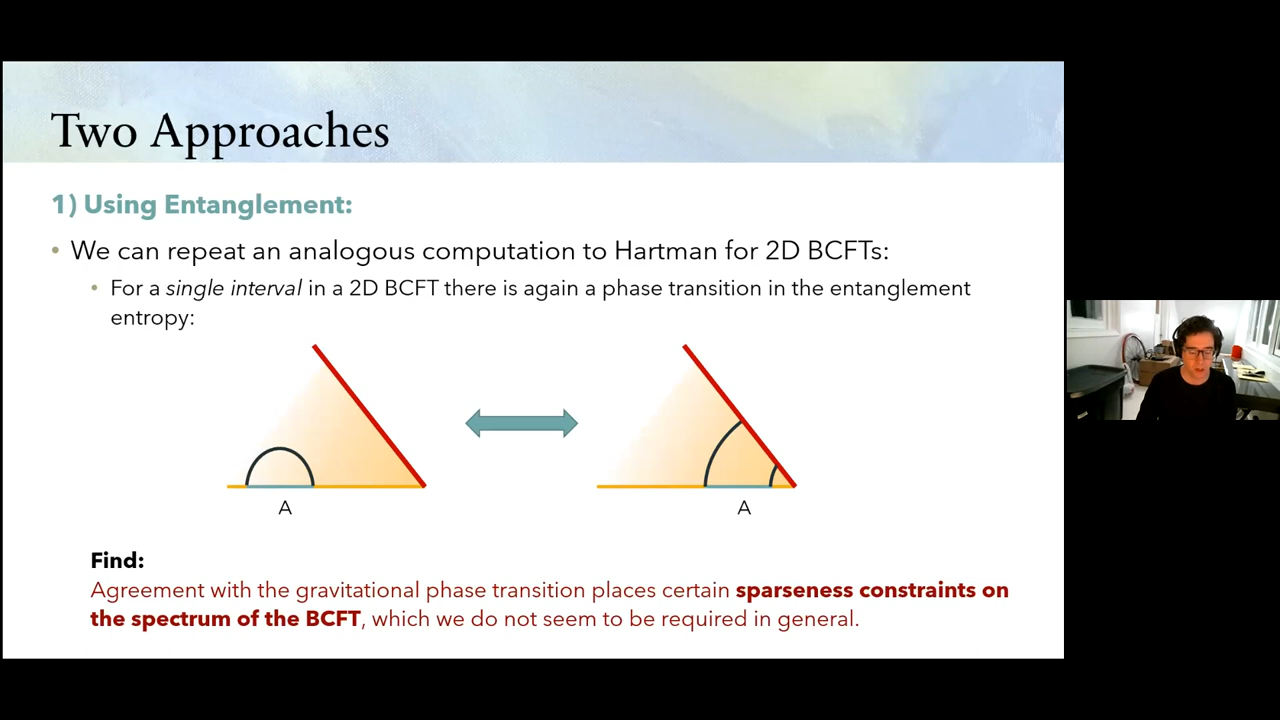 Two Approaches
1) Using Entanglement:
• We can repeat an analogous computation to Hartman for 2D BCFTs:
• For a single interval in a 2D BCFT there is again a phase transition in the entanglement
entropy:
A
A
Find:
Agreement with the gravitational phase transition places certain sparseness constraints on
the spectrum of the BCFT, which we do not seem to be required in general.